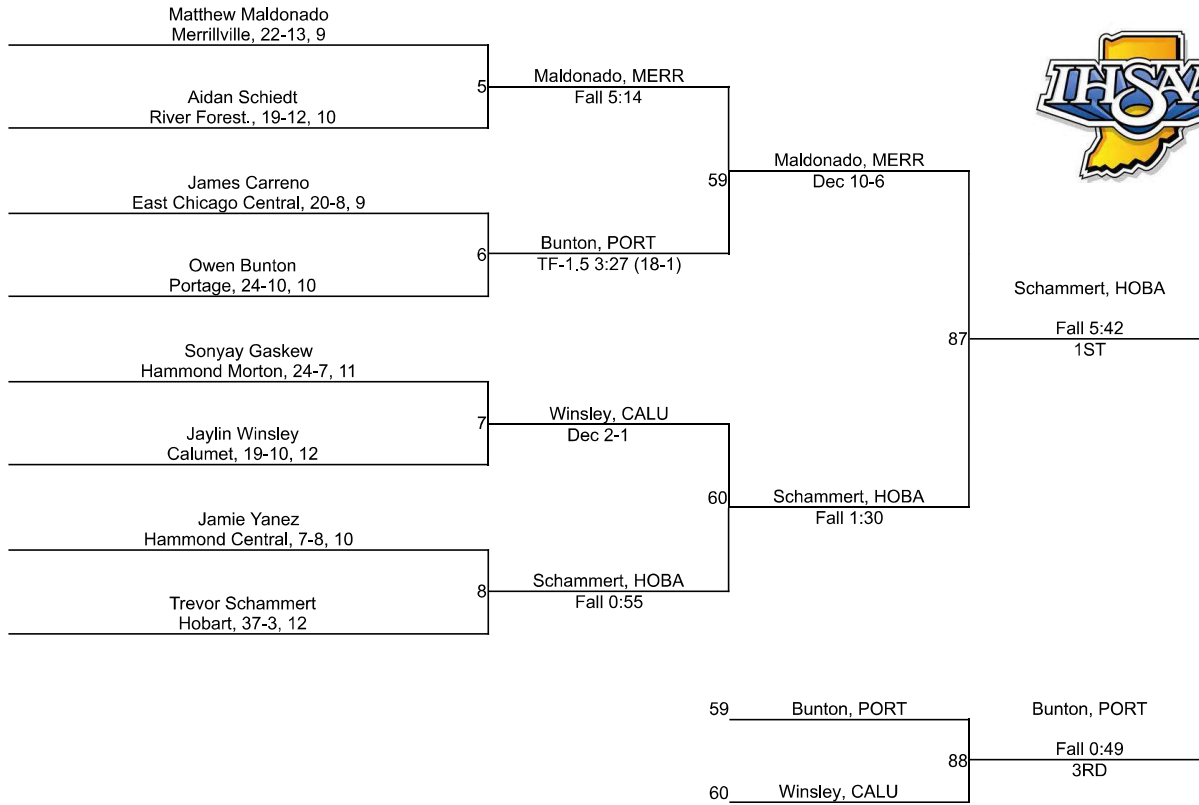 Matthew Maldonado
Merrillville, 22-13, 9
5
Maldonado, MERR
Fall 5:14
Aidan Schiedt
River Forest., 19-12, 10
59
Maldonado, MERR
Dec 10-6
James Carreno
East Chicago Central, 20-8, 9
6
Bunton, PORT
TF-1.5 3:27 (18-1)
Owen Bunton
Portage, 24-10, 10
87
Schammert, HOBA
Fall 5:42
1ST
Sonyay Gaskew
Hammond Morton, 24-7, 11
7
Winsley, CALU
Dec 2-1
Jaylin Winsley
Calumet, 19-10, 12
60
Schammert, HOBA
Fall 1:30
Jamie Yanez
Hammond Central, 7-8, 10
8
Schammert, HOBA
Fall 0:55
Trevor Schammert
Hobart, 37-3, 12
59
Bunton, PORT
88
Bunton, PORT
Fall 0:49
3RD
60
Winsley, CALU
IHSAA